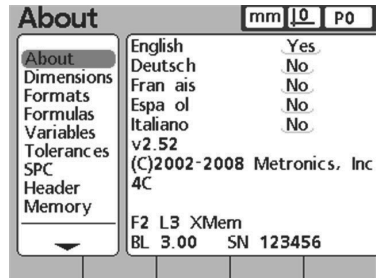 About
mm 0 P0
About
Dimensions
Formats
Formulas
Variables
Tolerances
SPC
Header
Memory
English Yes
Deutsch No
Fran ais No
Espa ol No
Italiano No
v2.52
(C)2002-2008 Metronics, Inc
4C
F2 L3 XMem
BL 3.00 SN 123456